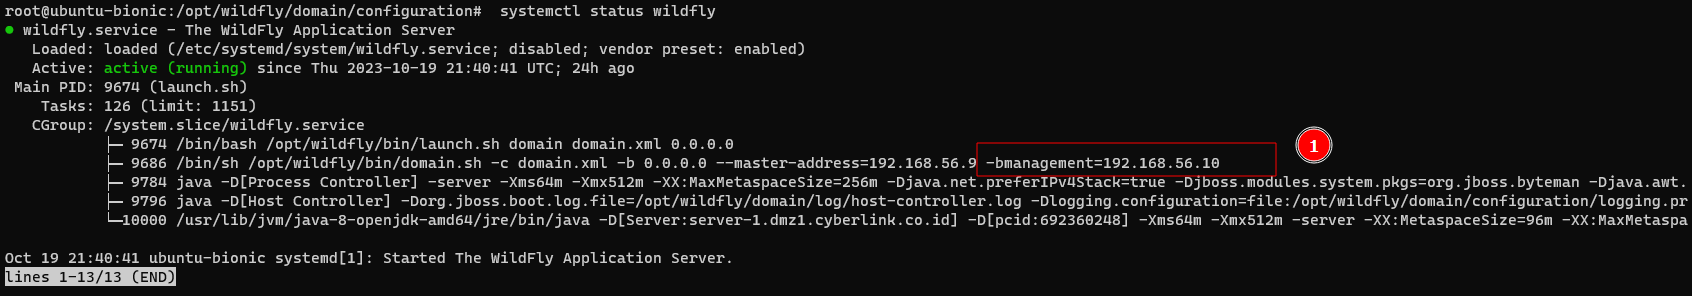 root@ubuntu-bionic:/opt/wildfly/domain/configuration#  systemctl status wildfly
● wildfly.service - The WildFly Application Server
   Loaded: loaded (/etc/systemd/system/wildfly.service; disabled; vendor preset: enabled)
   Active: active (running) since Thu 2023-10-19 21:40:41 UTC; 24h ago
 Main PID: 9674 (launch.sh)
    Tasks: 126 (limit: 1151)
   CGroup: /system.slice/wildfly.service
           ├─ 9674 /bin/bash /opt/wildfly/bin/launch.sh domain domain.xml 0.0.0.0
           ├─ 9686 /bin/sh /opt/wildfly/bin/domain.sh -c domain.xml -b 0.0.0.0 --master-address=192.168.56.9 -bmanagement=192.168.56.10
1
           ├─ 9784 java -D[Process Controller] -server -Xms64m -Xmx512m -XX:MaxMetaspaceSize=256m -Djava.net.preferIPv4Stack=true -Djboss.modules.system.pkgs=org.jboss.byteman -Djava.awt.
           ├─ 9796 java -D[Host Controller] -Dorg.jboss.boot.log.file=/opt/wildfly/domain/log/host-controller.log -Dlogging.configuration=file:/opt/wildfly/domain/configuration/logging.pr
           └─10000 /usr/lib/jvm/java-8-openjdk-amd64/jre/bin/java -D[Server:server-1.dmz1.cyberlink.co.id] -D[pcid:692360248] -Xms64m -Xmx512m -server -XX:MetaspaceSize=96m -XX:MaxMetaspa
Oct 19 21:40:41 ubuntu-bionic systemd[1]: Started The WildFly Application Server.
lines 1-13/13 (END)